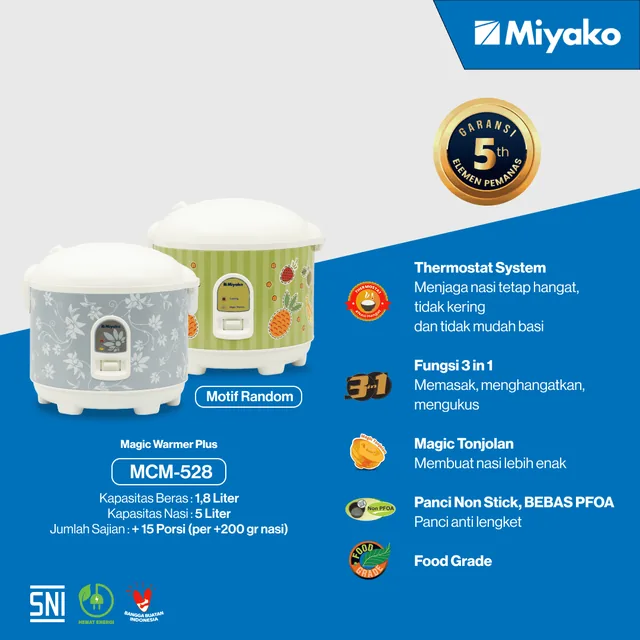 Miyako
GARANSI
5th
ELEMEN PEMANAS
Thermostat System
Menjaga nasi tetap hangat,
tidak kering
dan tidak mudah basi
Fungsi 3 in 1
Memasak, menghangatkan,
mengukus
3in1
Magic Tonjolan
Membuat nasi lebih enak
Non PFOA
Panci Non Stick, BEBAS PFOA
Panci anti lengket
FOOD
GRADE
Food Grade
Miyako
Miyako
Motif Random
Magic Warmer Plus
MCM-528
Kapasitas Beras : 1,8 Liter
Kapasitas Nasi : 5 Liter
Jumlah Sajian : + 15 Porsi (per +200 gr nasi)
SNI
HEMAT ENERGI
BANGGA BUATAN
INDONESIA